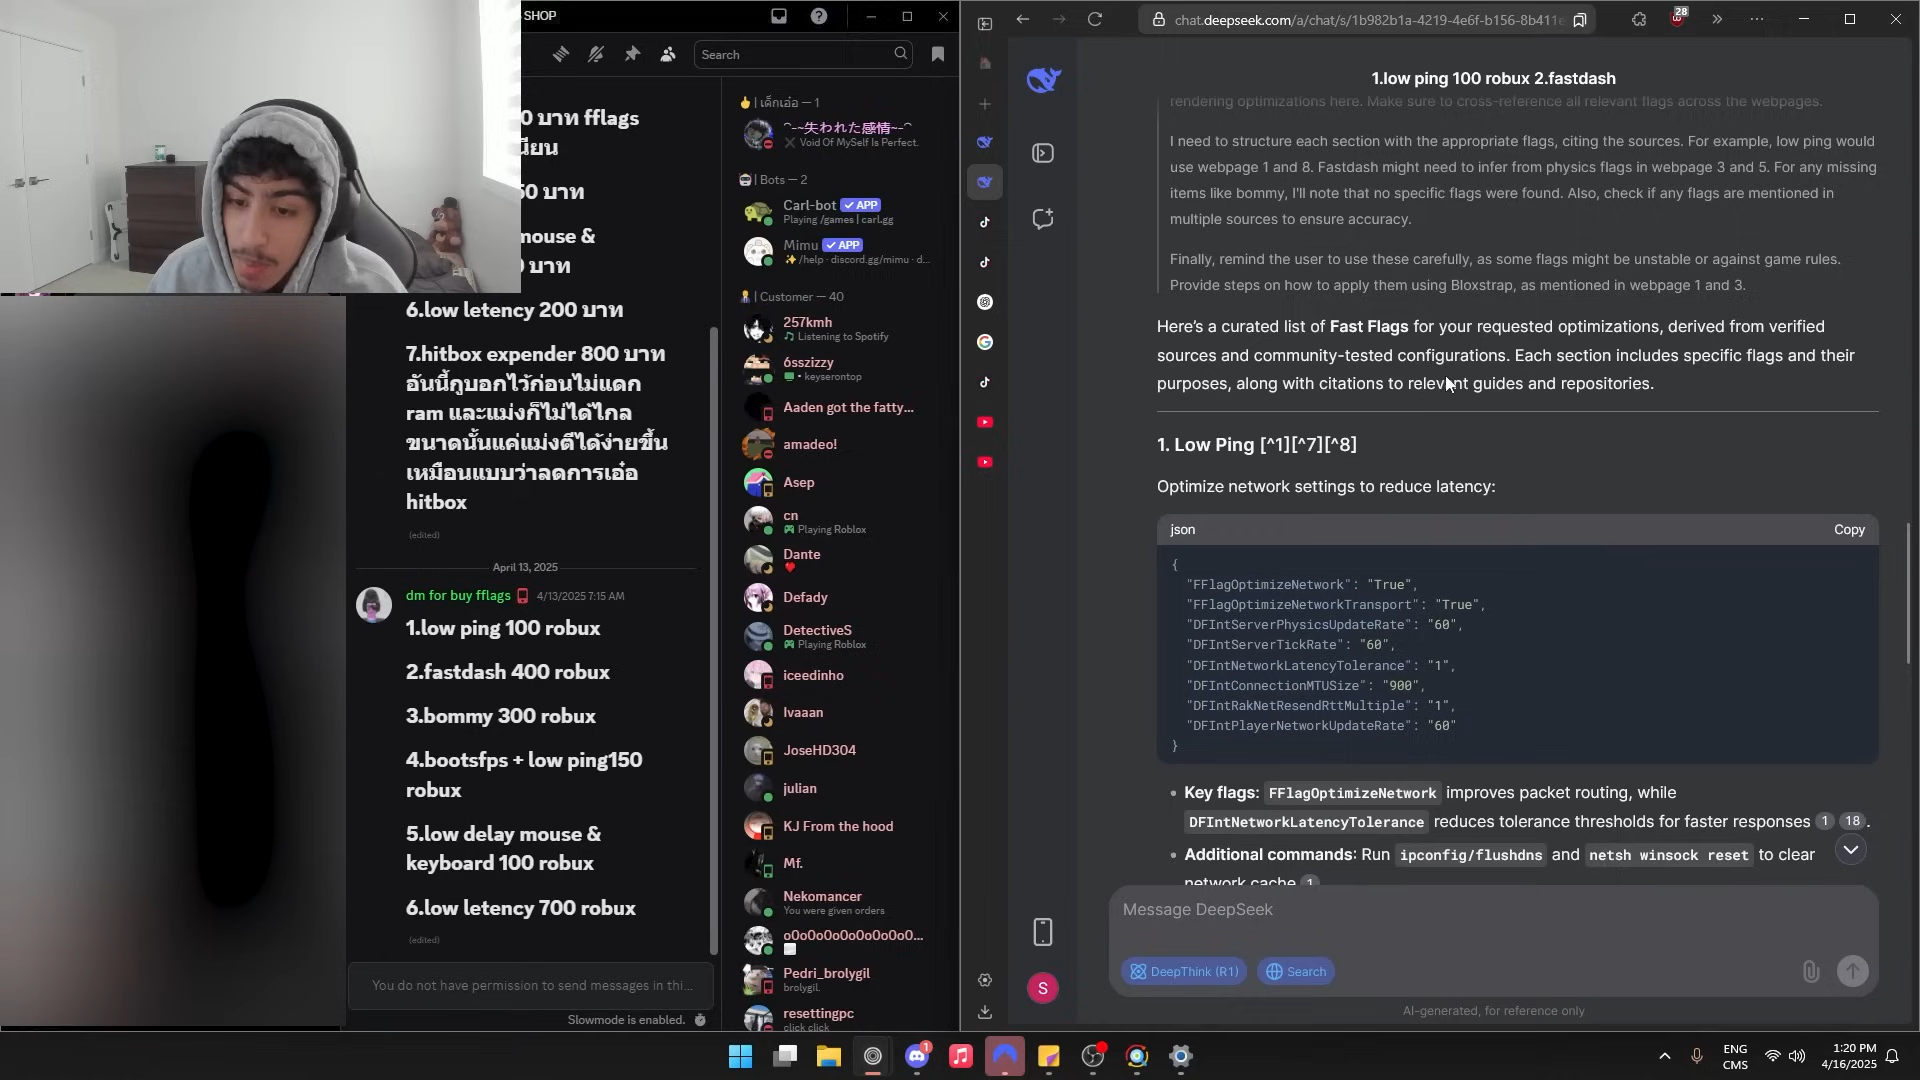 SHOP
Search
0 บาท fflags
นียน
50 บาท
mouse &
0 บาท
6.low letency 200 บาท
7.hitbox expender 800 บาท
อันนี้กูบอกไว้ก่อนไม่แดก
ram และแม่งก็ไม่ได้ไกล
ขนาดนั้นแค่แม่งตีได้ง่ายขึ้น
เหมือนแบบว่าลดการเอ๋อ
hitbox
(edited)
April 13, 2025
dm for buy fflags 4/13/2025 7:15 AM
1.low ping 100 robux
2.fastdash 400 robux
3.bommy 300 robux
4.bootsfps + low ping150
robux
5.low delay mouse &
keyboard 100 robux
6.low letency 700 robux
(edited)
You do not have permission to send messages in thi...
Slowmode is enabled.
| เด็กเอ๋อ — 1
⌒-~失われた感情~-⌒
Void Of MySelf Is Perfect.
| Bots — 2
Carl-bot ✓ APP
Playing /games | carl.gg
Mimu ✓ APP
/help · discord.gg/mimu · d...
| Customer — 40
257kmh
Listening to Spotify
6sszizzy
• keyserontop
Aaden got the fatty...
amadeo!
Asep
cn
Playing Roblox
Dante
Defady
DetectiveS
Playing Roblox
iceedinho
Ivaaan
JoseHD304
julian
KJ From the hood
Mf.
Nekomancer
You were given orders
o0o0o0o0o0o0o0o0...
Pedri_brolygil
brolygil.
resettingpc
click click
chat.deepseek.com/a/chat/s/1b982b1a-4219-4e6f-b156-8b411e
28
1.low ping 100 robux 2.fastdash
rendering optimizations here. Make sure to cross-reference all relevant flags across the webpages.
I need to structure each section with the appropriate flags, citing the sources. For example, low ping would
use webpage 1 and 8. Fastdash might need to infer from physics flags in webpage 3 and 5. For any missing
items like bommy, I'll note that no specific flags were found. Also, check if any flags are mentioned in
multiple sources to ensure accuracy.
Finally, remind the user to use these carefully, as some flags might be unstable or against game rules.
Provide steps on how to apply them using Bloxstrap, as mentioned in webpage 1 and 3.
Here's a curated list of Fast Flags for your requested optimizations, derived from verified
sources and community-tested configurations. Each section includes specific flags and their
purposes, along with citations to relevant guides and repositories.
1. Low Ping [^1][^7][^8]
Optimize network settings to reduce latency:
json Copy
{
"FFlagOptimizeNetwork": "True",
"FFlagOptimizeNetworkTransport": "True",
"DFIntServerPhysicsUpdateRate": "60",
"DFIntServerTickRate": "60",
"DFIntNetworkLatencyTolerance": "1",
"DFIntConnectionMTUSize": "900",
"DFIntRakNetResendRttMultiple": "1",
"DFIntPlayerNetworkUpdateRate": "60"
}
Key flags: FFlagOptimizeNetwork improves packet routing, while
DFIntNetworkLatencyTolerance reduces tolerance thresholds for faster responses 1 18 .
Additional commands: Run ipconfig/flushdns and netsh winsock reset to clear
network cache 1
Message DeepSeek
DeepThink (R1) Search
AI-generated, for reference only
S
1
ENG
CMS
1:20 PM
4/16/2025